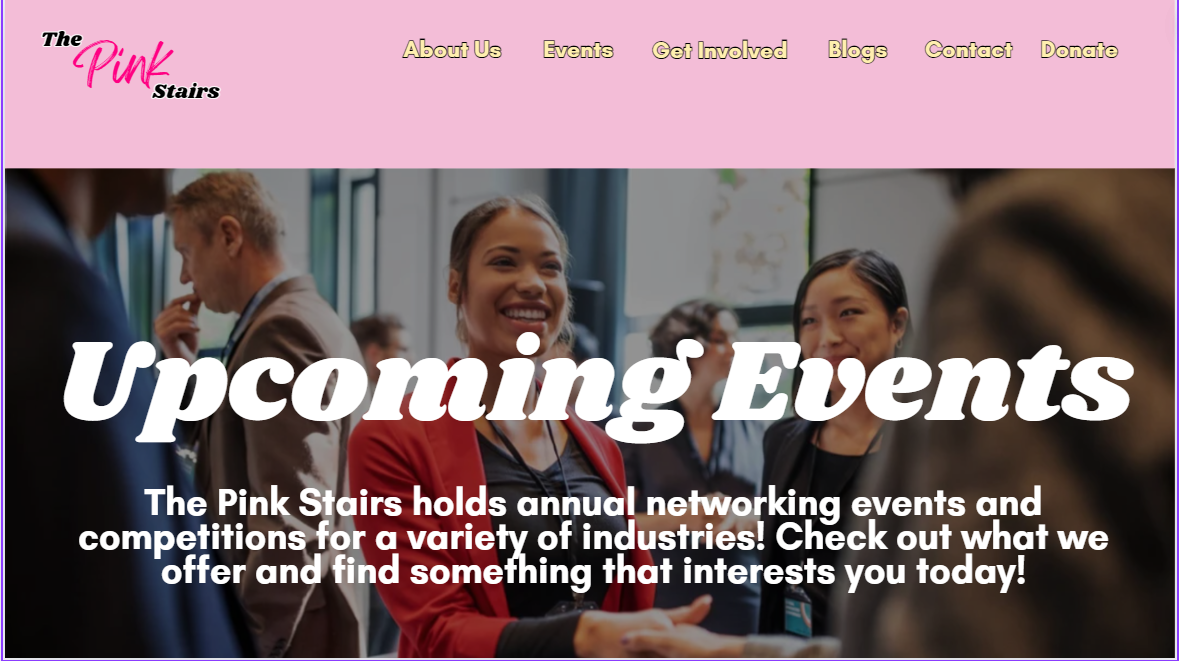 The
Pink
Stairs
About Us Events Get Involved Blogs Contact Donate
Upcoming Events
The Pink Stairs holds annual networking events and
competitions for a variety of industries! Check out what we
offer and find something that interests you today!